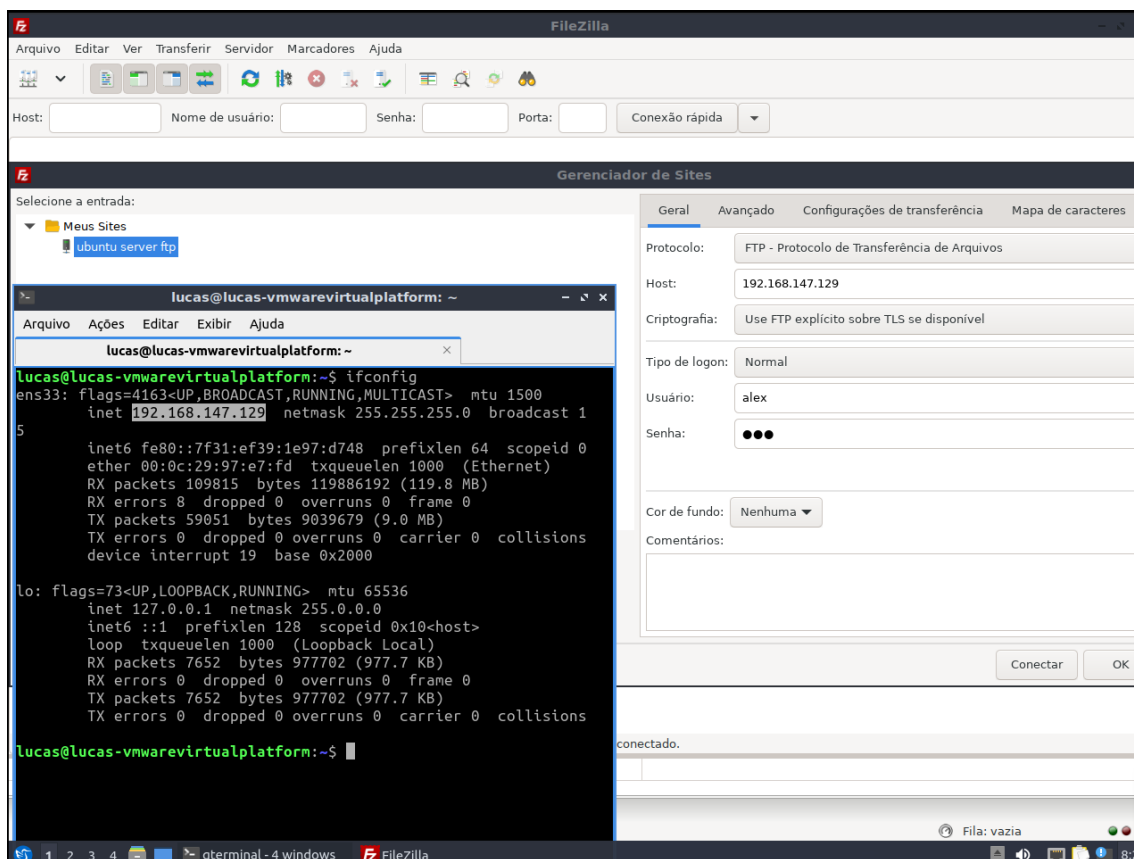 FileZilla
Arquivo Editar Ver Transferir Servidor Marcadores Ajuda
Host: Nome de usuário: Senha: Porta: Conexão rápida
Gerenciador de Sites
Selecione a entrada:
Meus Sites
ubuntu server ftp
Geral Avançado Configurações de transferência Mapa de caracteres
Protocolo: FTP - Protocolo de Transferência de Arquivos
Host: 192.168.147.129
Criptografia: Use FTP explícito sobre TLS se disponível
Tipo de logon: Normal
Usuário: alex
Senha: ●●●
Cor de fundo: Nenhuma
Comentários:
Conectar OK
lucas@lucas-vmwarevirtualplatform: ~
Arquivo Ações Editar Exibir Ajuda
lucas@lucas-vmwarevirtualplatform: ~
lucas@lucas-vmwarevirtualplatform:~$ ifconfig
ens33: flags=4163<UP,BROADCAST,RUNNING,MULTICAST> mtu 1500
inet 192.168.147.129 netmask 255.255.255.0 broadcast 1
5
inet6 fe80::7f31:ef39:1e97:d748 prefixlen 64 scopeid 0
ether 00:0c:29:97:e7:fd txqueuelen 1000 (Ethernet)
RX packets 109815 bytes 119886192 (119.8 MB)
RX errors 8 dropped 0 overruns 0 frame 0
TX packets 59051 bytes 9039679 (9.0 MB)
TX errors 0 dropped 0 overruns 0 carrier 0 collisions
device interrupt 19 base 0x2000
lo: flags=73<UP,LOOPBACK,RUNNING> mtu 65536
inet 127.0.0.1 netmask 255.0.0.0
inet6 ::1 prefixlen 128 scopeid 0x10<host>
loop txqueuelen 1000 (Loopback Local)
RX packets 7652 bytes 977702 (977.7 KB)
RX errors 0 dropped 0 overruns 0 frame 0
TX packets 7652 bytes 977702 (977.7 KB)
TX errors 0 dropped 0 overruns 0 carrier 0 collisions
lucas@lucas-vmwarevirtualplatform:~$
conectado.
Fila: vazia
1 2 3 4 qterminal - 4 windows FileZilla